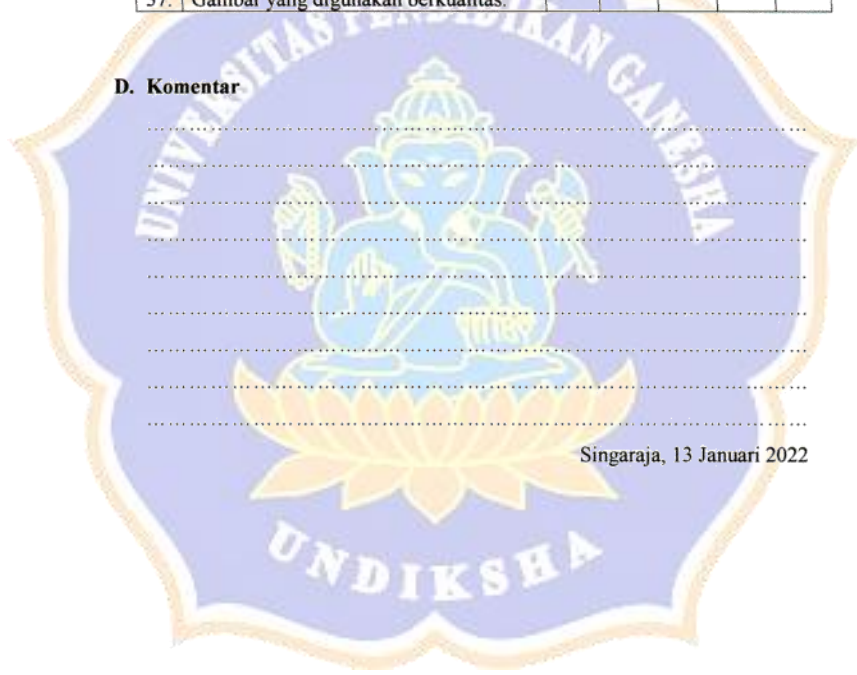 37. Gambar yang digunakan berkualitas.
UNIVERSITAS PENDIDIKAN GANESHA
D. Komentar
................................................................................
................................................................................
................................................................................
................................................................................
................................................................................
................................................................................
................................................................................
................................................................................
................................................................................
Singaraja, 13 Januari 2022
UNDIKSHA